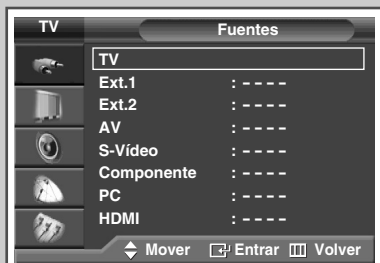 TV Fuentes
TV
Ext.1 : - - - -
Ext.2 : - - - -
AV : - - - -
S-Vídeo : - - - -
Componente : - - - -
PC : - - - -
HDMI : - - - -
Mover Entrar Volver